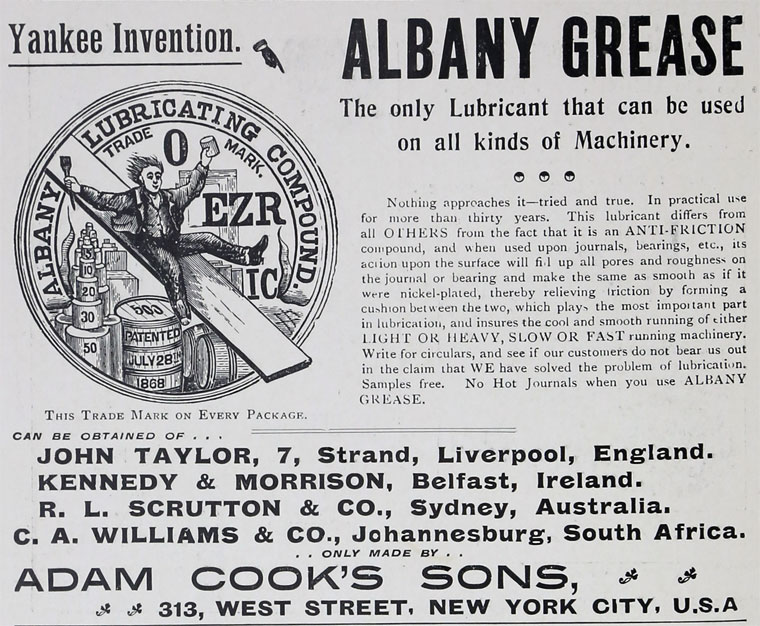 Yankee Invention.
ALBANY GREASE
The only Lubricant that can be used
on all kinds of Machinery.
ALBANY LUBRICATING COMPOUND.
TRADE MARK.
O
EZR
IC
5
10
20
30
50
500
PATENTED
JULY 28TH
1868
THIS TRADE MARK ON EVERY PACKAGE.
Nothing approaches it—tried and true. In practical use
for more than thirty years. This lubricant differs from
all OTHERS from the fact that it is an ANTI-FRICTION
compound, and when used upon journals, bearings, etc., its
action upon the surface will fill up all pores and roughness on
the journal or bearing and make the same as smooth as if it
were nickel-plated, thereby relieving friction by forming a
cushion between the two, which plays the most important part
in lubrication, and insures the cool and smooth running of either
LIGHT OR HEAVY, SLOW OR FAST running machinery.
Write for circulars, and see if our customers do not bear us out
in the claim that WE have solved the problem of lubrication.
Samples free. No Hot Journals when you use ALBANY
GREASE.
CAN BE OBTAINED OF . . .
JOHN TAYLOR, 7, Strand, Liverpool, England.
KENNEDY & MORRISON, Belfast, Ireland.
R. L. SCRUTTON & CO., Sydney, Australia.
C. A. WILLIAMS & CO., Johannesburg, South Africa.
. . ONLY MADE BY . .
ADAM COOK'S SONS,
313, WEST STREET, NEW YORK CITY, U.S.A